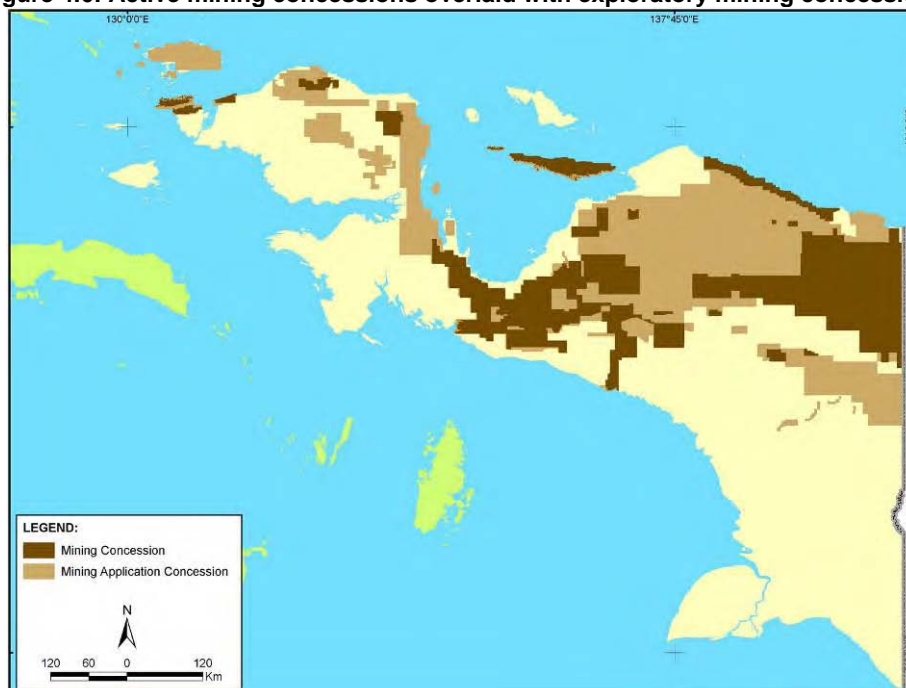 gure 4.6. Active mining concessions overlaid with exploratory mining concessi
130°0'0"E
137°45'0"E
LEGEND:
Mining Concession
Mining Application Concession
N
120 60 0 120
Km